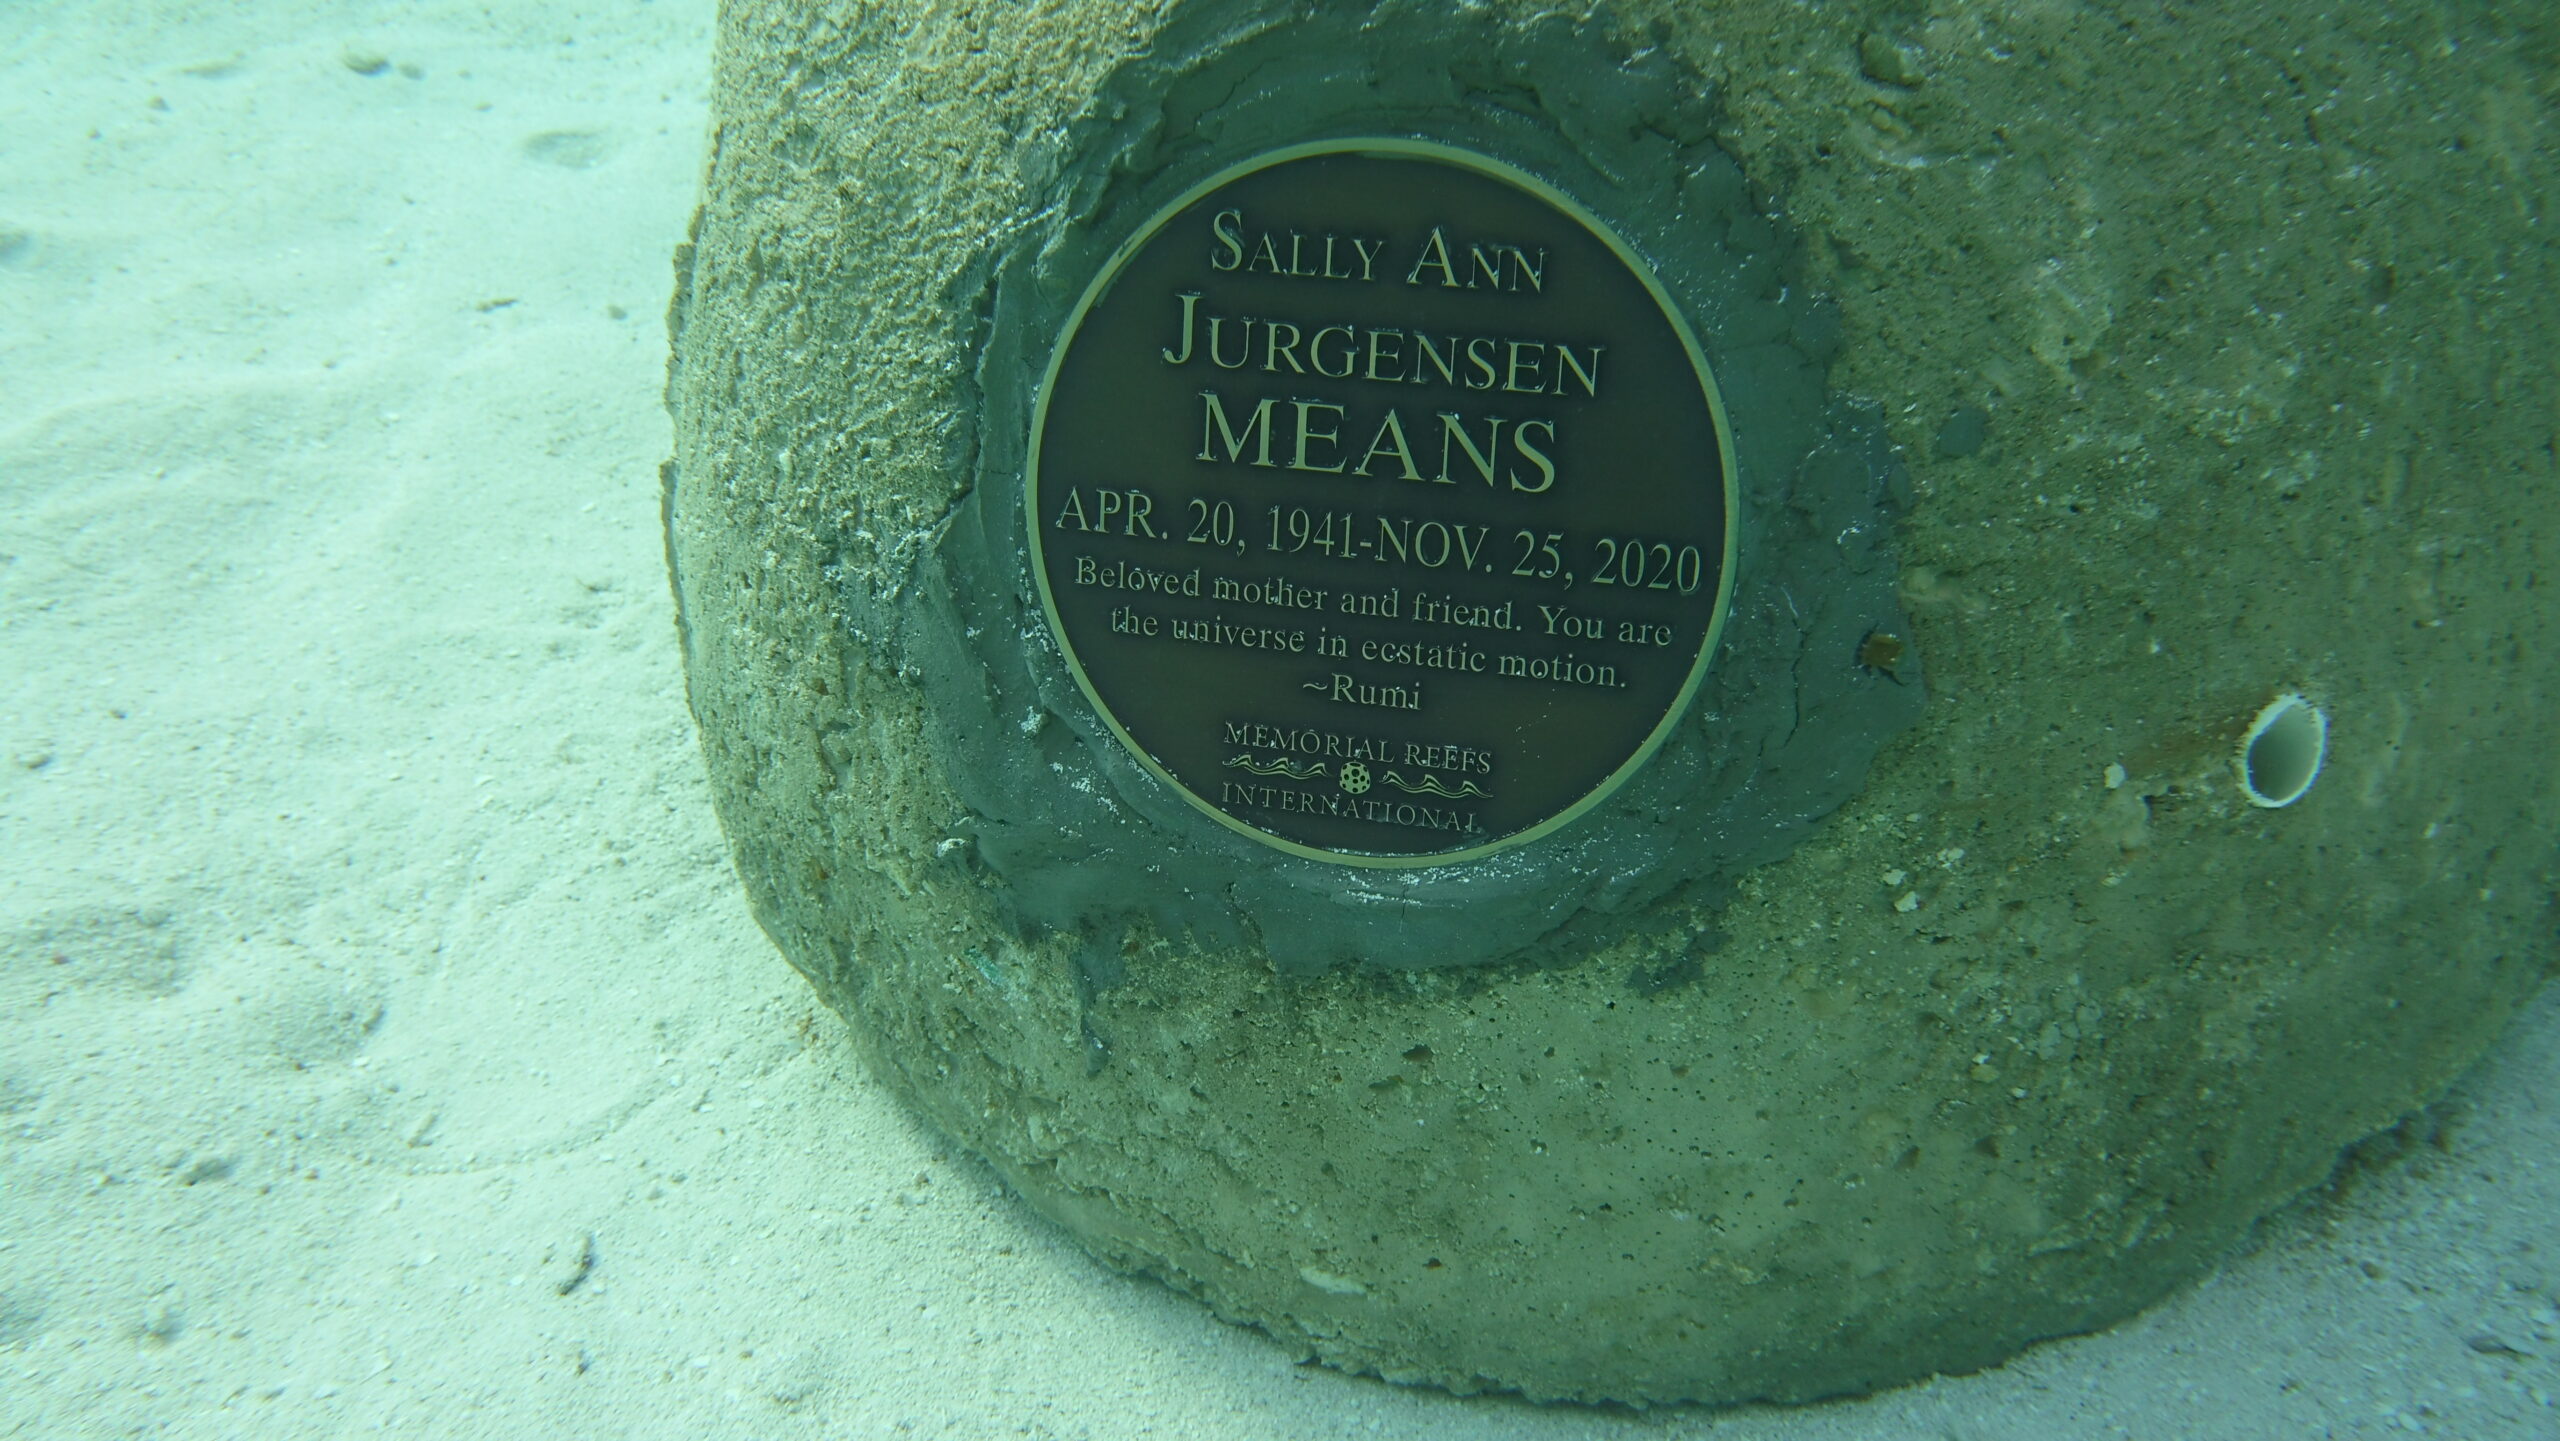 SALLY ANN
JURGENSEN
MEANS
APR. 20, 1941-NOV. 25, 2020
Beloved mother and friend. You are
the universe in ecstatic motion.
~Rumi
MEMORIAL REEFS
INTERNATIONAL